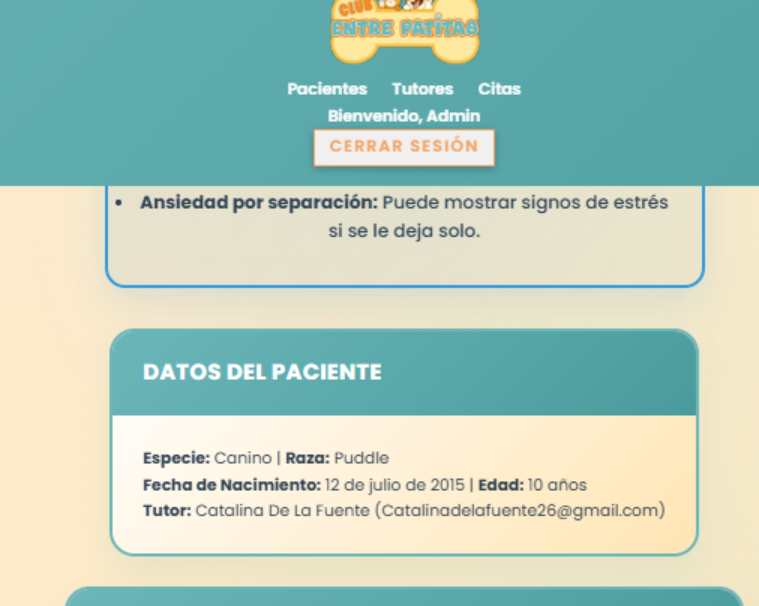 CLUB
ENTRE PATITAS
Pacientes Tutores Citas
Bienvenido, Admin
CERRAR SESIÓN
• Ansiedad por separación: Puede mostrar signos de estrés
si se le deja solo.
DATOS DEL PACIENTE
Especie: Canino | Raza: Puddle
Fecha de Nacimiento: 12 de julio de 2015 | Edad: 10 años
Tutor: Catalina De La Fuente (Catalinadelafuente26@gmail.com)